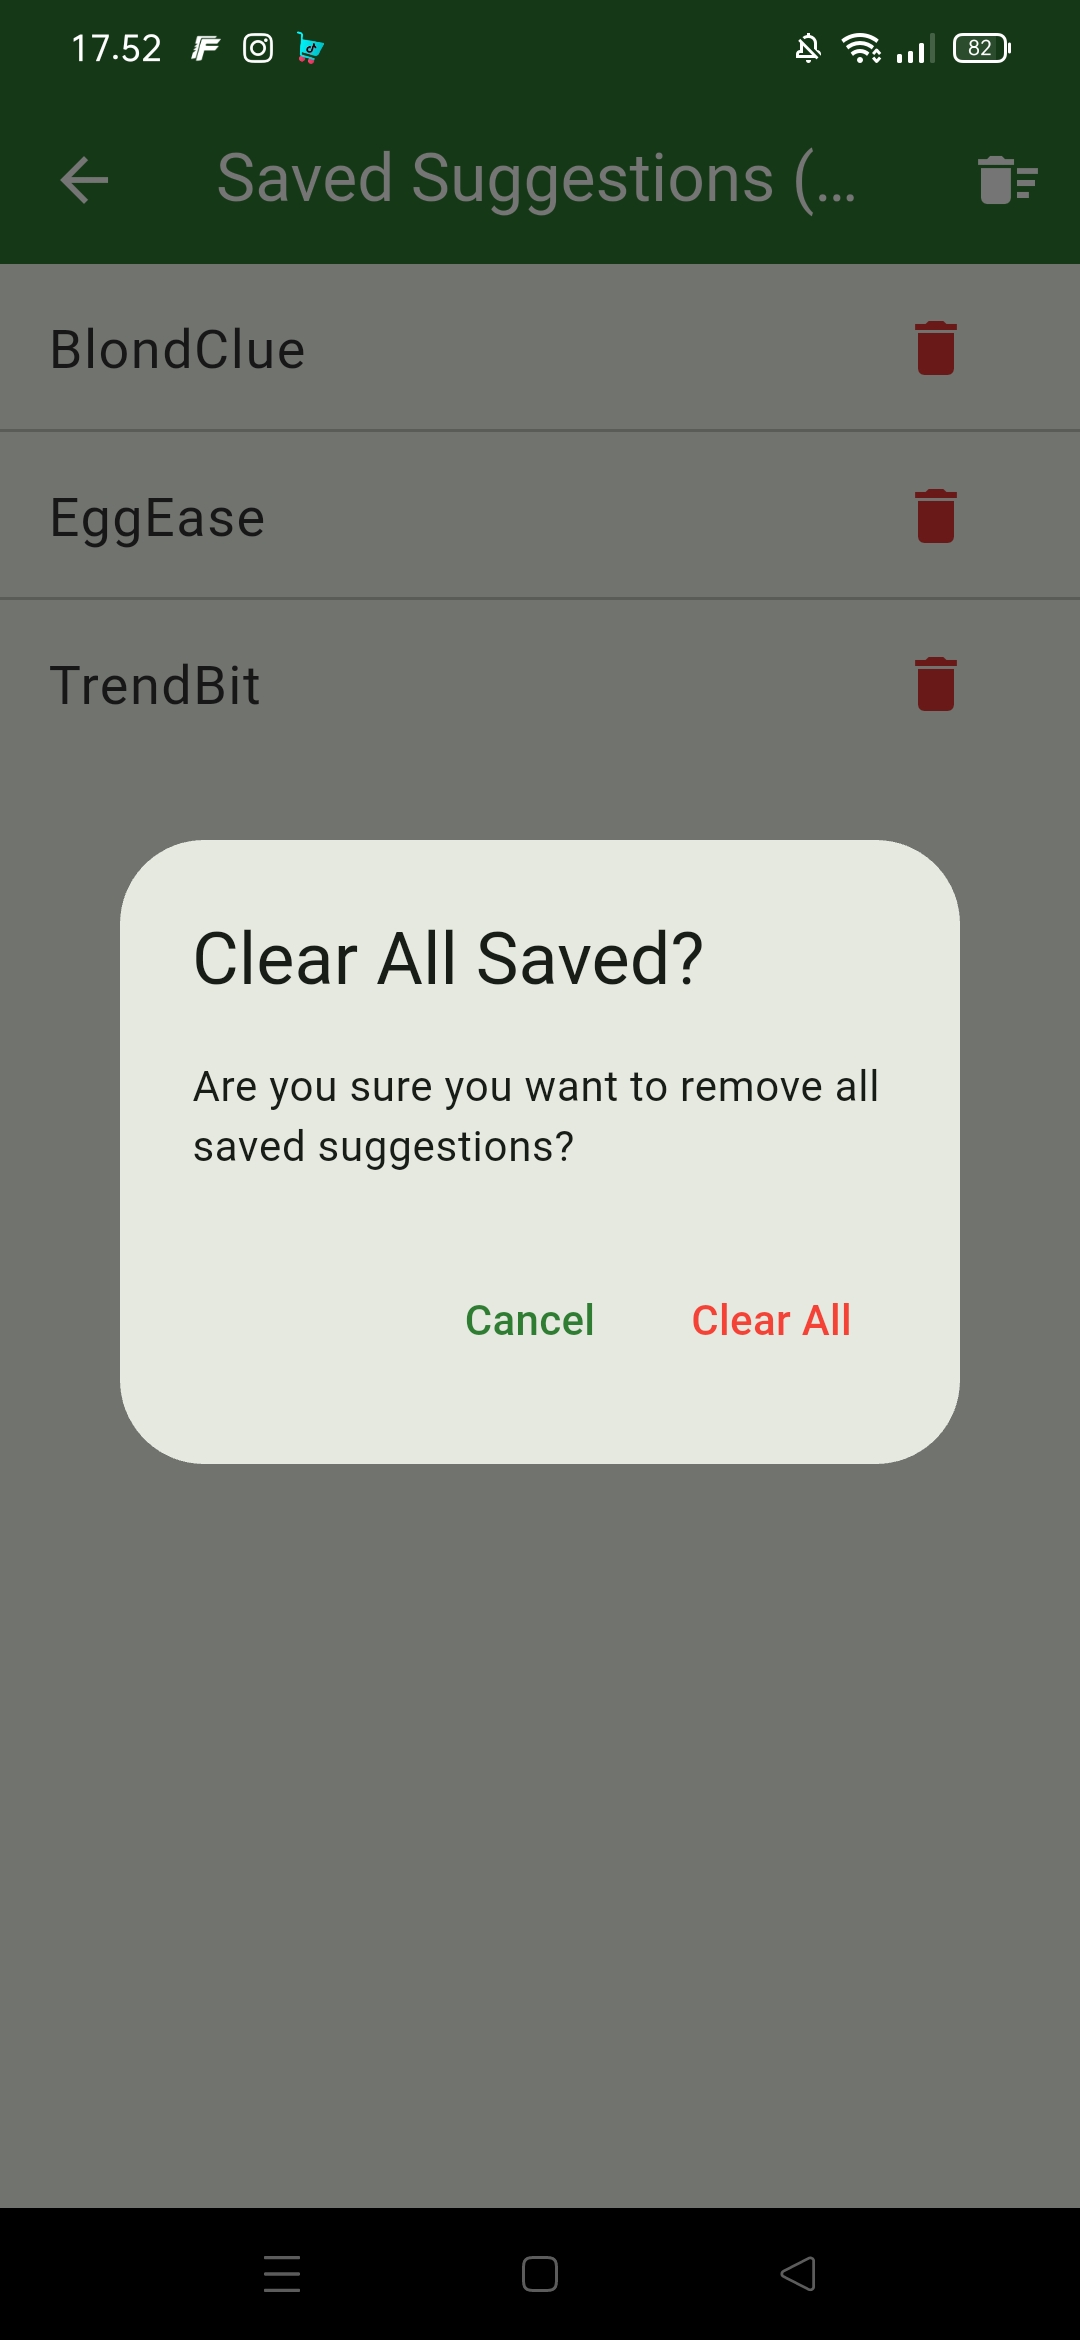 17.52
82
Saved Suggestions (...
BlondClue
EggEase
TrendBit
Clear All Saved?
Are you sure you want to remove all
saved suggestions?
Cancel
Clear All